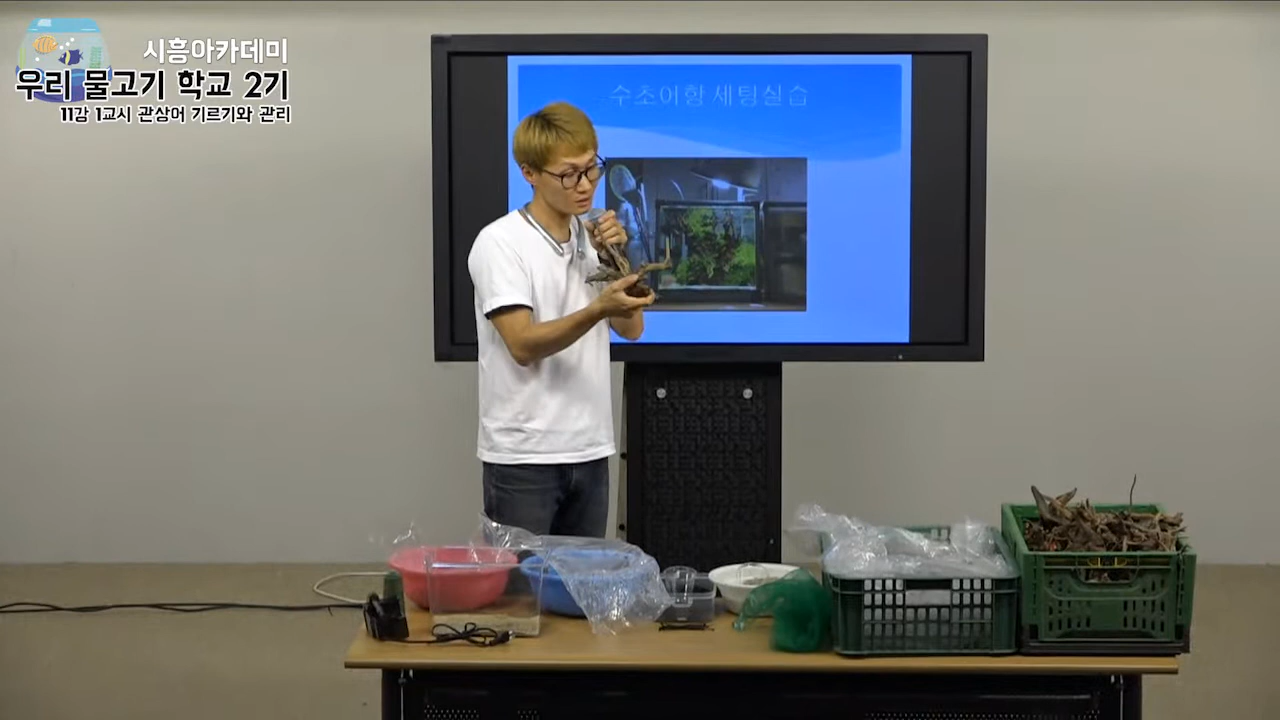 시흥아카데미
우리 물고기 학교 2기
11강 1교시 관상어 기르기와 관리
수초어항 세팅실습